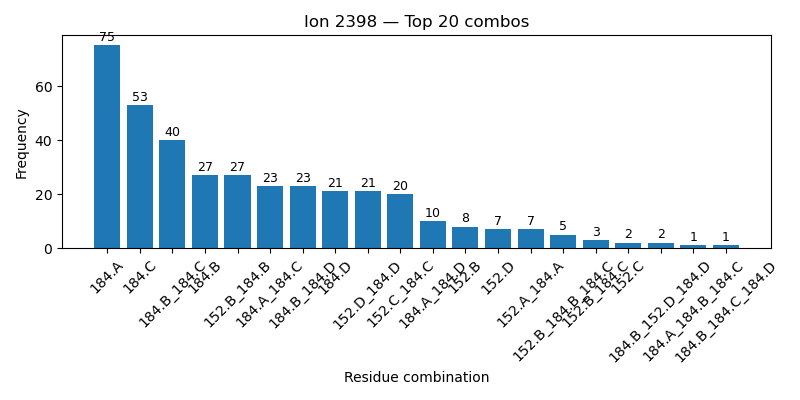 Ion 2398 — Top 20 combos
Frequency
60
40
20
0
75
53
40
27
27
23
23
21
21
20
10
8
7
7
5
3
2
2
1
1
184.A
184.C
184.B_184.C
184.B
152.B_184.B
184.A_184.C
184.B_184.D
184.D
152.D_184.D
152.C_184.C
184.A_184.D
152.B
152.D
152.A_184.A
152.B_184.B_184.C
152.B_184.C
152.C
184.B_152.D_184.D
184.A_184.B_184.C
184.B_184.C_184.D
Residue combination